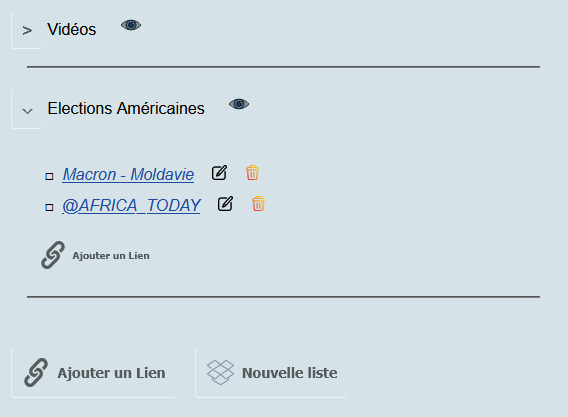 > Vidéos
Elections Américaines
Macron - Moldavie
@AFRICA_TODAY
Ajouter un Lien
Ajouter un Lien Nouvelle liste